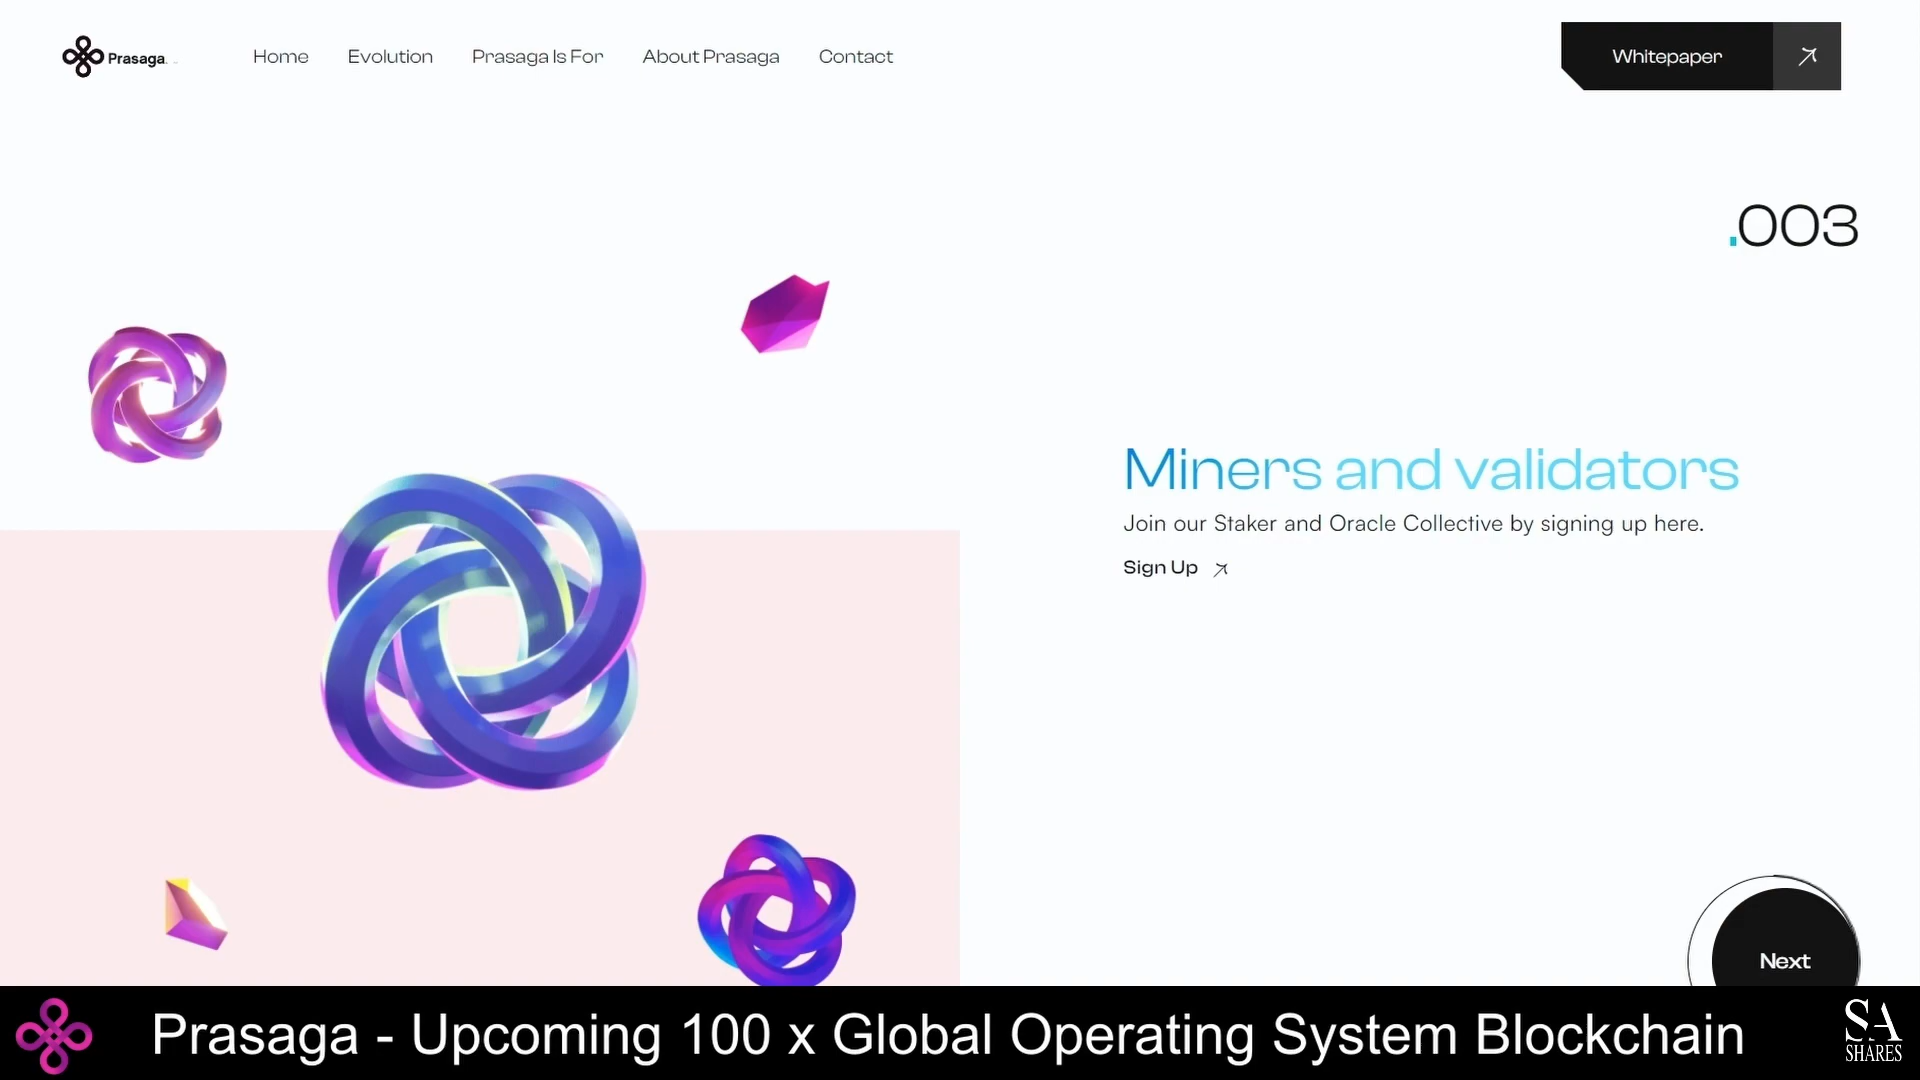 Prasaga
Home
Evolution
Prasaga Is For
About Prasaga
Contact
Whitepaper
.003
Miners and validators
Join our Staker and Oracle Collective by signing up here.
Sign Up
Next
Prasaga - Upcoming 100 x Global Operating System Blockchain
SA
SHARES